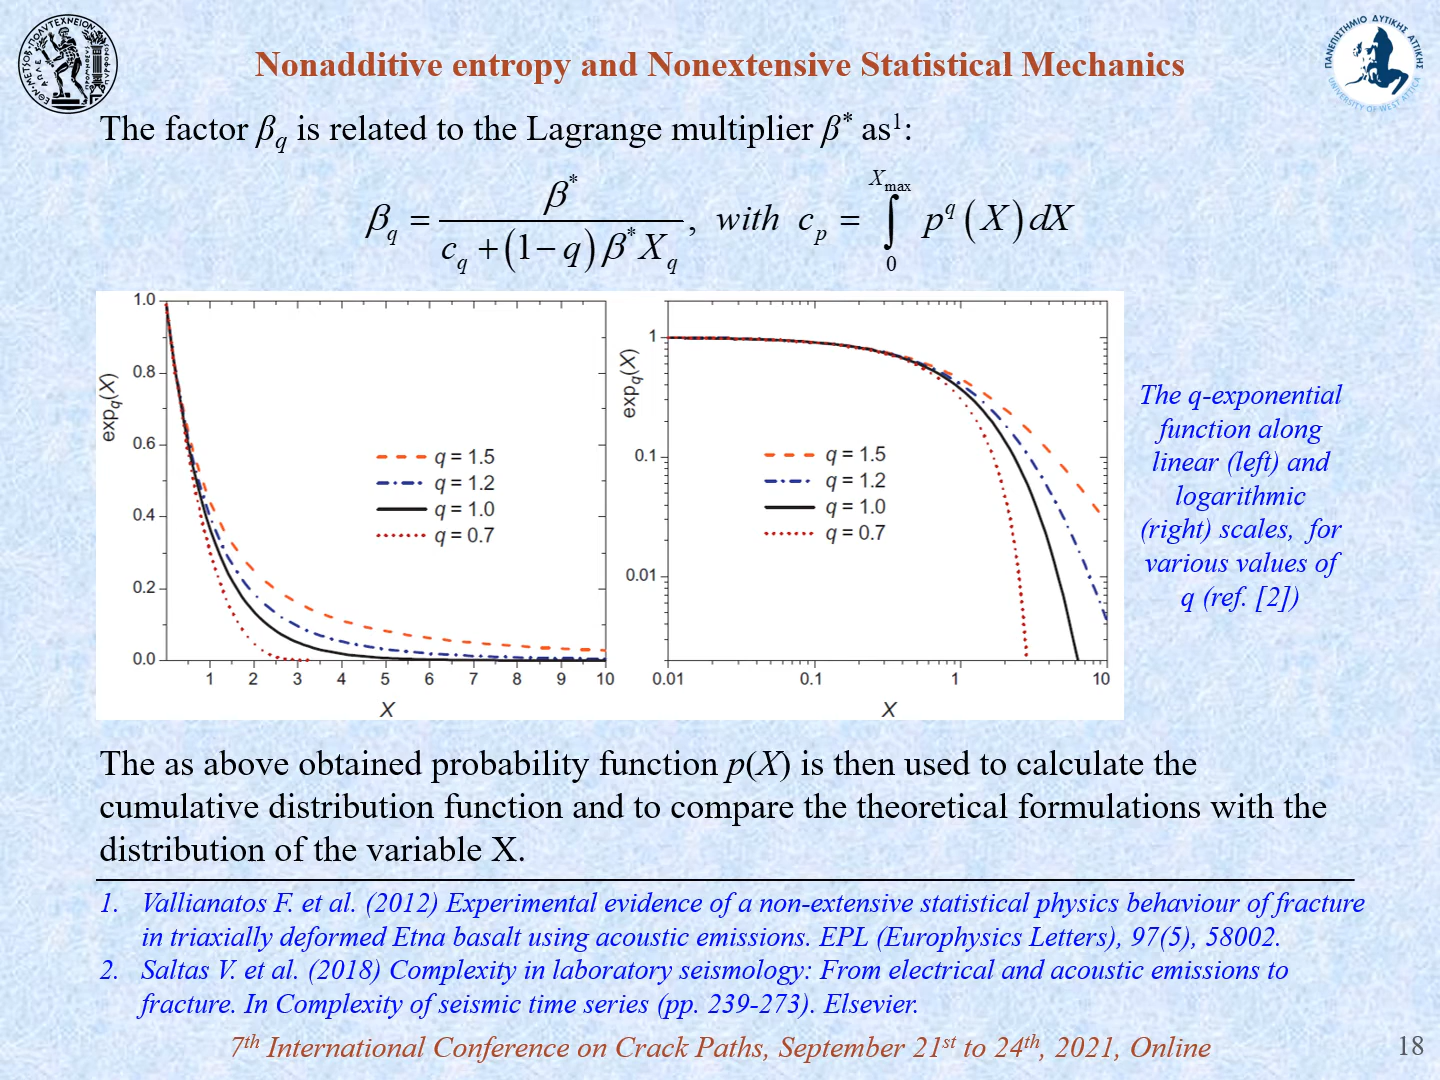 Nonadditive entropy and Nonextensive Statistical Mechanics
ΠΑΝΕΠΙΣΤΗΜΙΟ ΔΥΤΙΚΗΣ ΑΤΤΙΚΗΣ
UNIVERSITY OF WEST ATTICA
The factor βq is related to the Lagrange multiplier β* as1:
βq = β* / (cq + (1 − q) β* Xq), with cp = ∫0^Xmax p^q (X) dX
expq(X)
1.0
0.8
0.6
0.4
0.2
0.0
q = 1.5
q = 1.2
q = 1.0
q = 0.7
1 2 3 4 5 6 7 8 9 10
X
expq(X)
1
0.1
0.01
q = 1.5
q = 1.2
q = 1.0
q = 0.7
0.01 0.1 1 10
X
The q-exponential
function along
linear (left) and
logarithmic
(right) scales, for
various values of
q (ref. [2])
The as above obtained probability function p(X) is then used to calculate the
cumulative distribution function and to compare the theoretical formulations with the
distribution of the variable X.
1. Vallianatos F. et al. (2012) Experimental evidence of a non-extensive statistical physics behaviour of fracture
in triaxially deformed Etna basalt using acoustic emissions. EPL (Europhysics Letters), 97(5), 58002.
2. Saltas V. et al. (2018) Complexity in laboratory seismology: From electrical and acoustic emissions to
fracture. In Complexity of seismic time series (pp. 239-273). Elsevier.
7th International Conference on Crack Paths, September 21st to 24th, 2021, Online
18